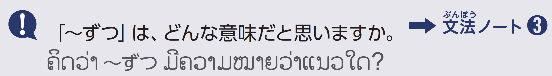 「～ずつ」は、どんな意味だと思いますか。 ➡ 文法ノート❸
ぶんぽう
ຄິດວ່າ ～ずつ ມີຄວາມໝາຍວ່າແນວໃດ?